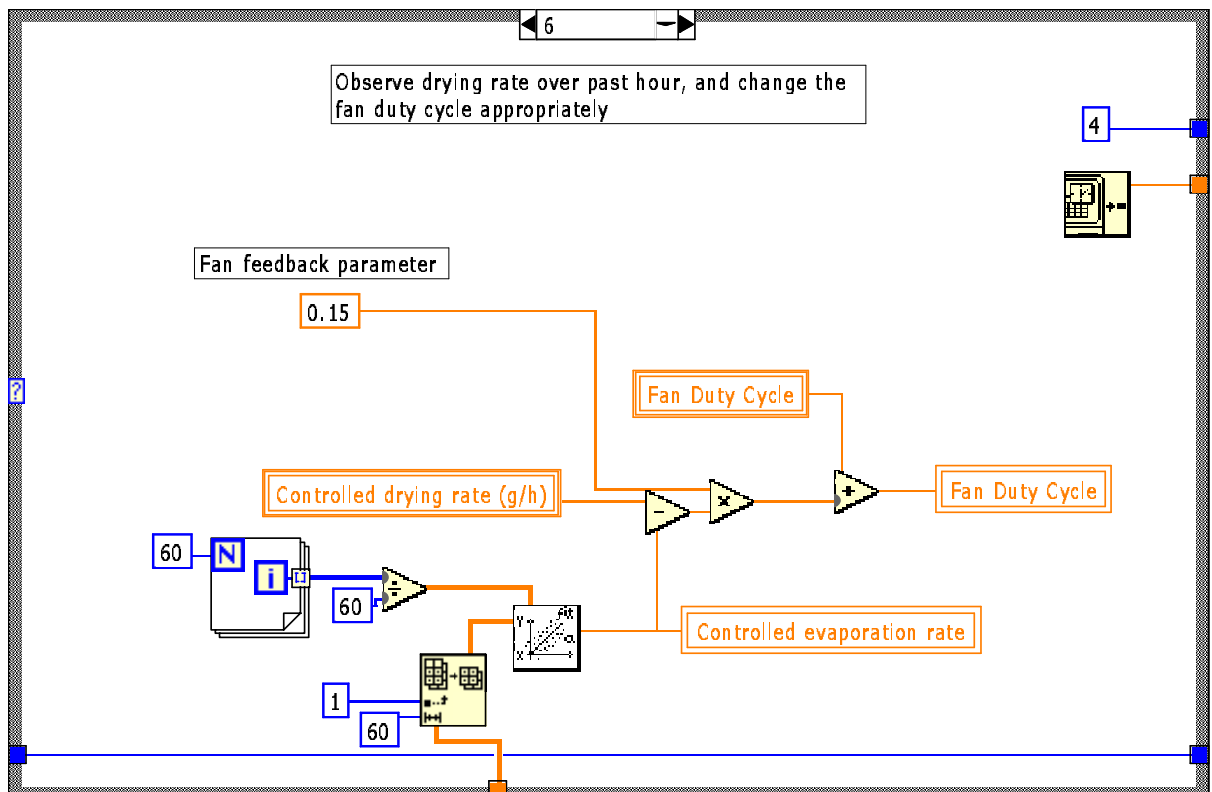 6
Observe drying rate over past hour, and change the
fan duty cycle appropriately
4
Fan feedback parameter
0.15
?
Fan Duty Cycle
Controlled drying rate (g/h)
Fan Duty Cycle
60
N
i
60
fit
Y
X
Controlled evaporation rate
1
60